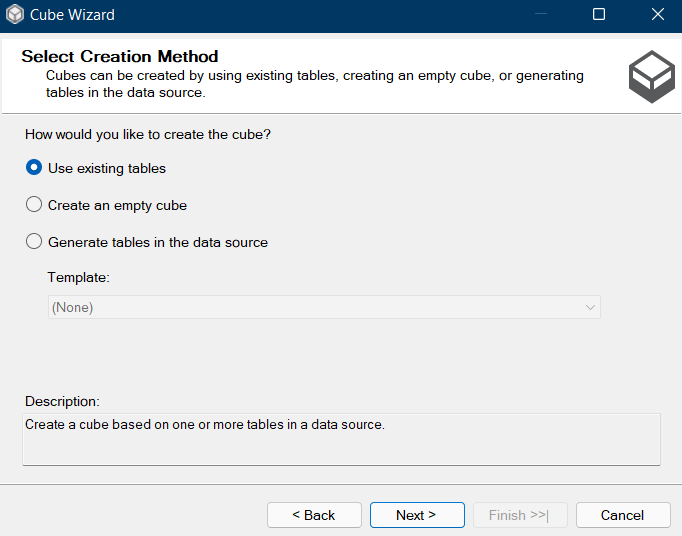 Cube Wizard
Select Creation Method
Cubes can be created by using existing tables, creating an empty cube, or generating
tables in the data source.
How would you like to create the cube?
Use existing tables
Create an empty cube
Generate tables in the data source
Template:
(None)
Description:
Create a cube based on one or more tables in a data source.
< Back
Next >
Finish >>|
Cancel